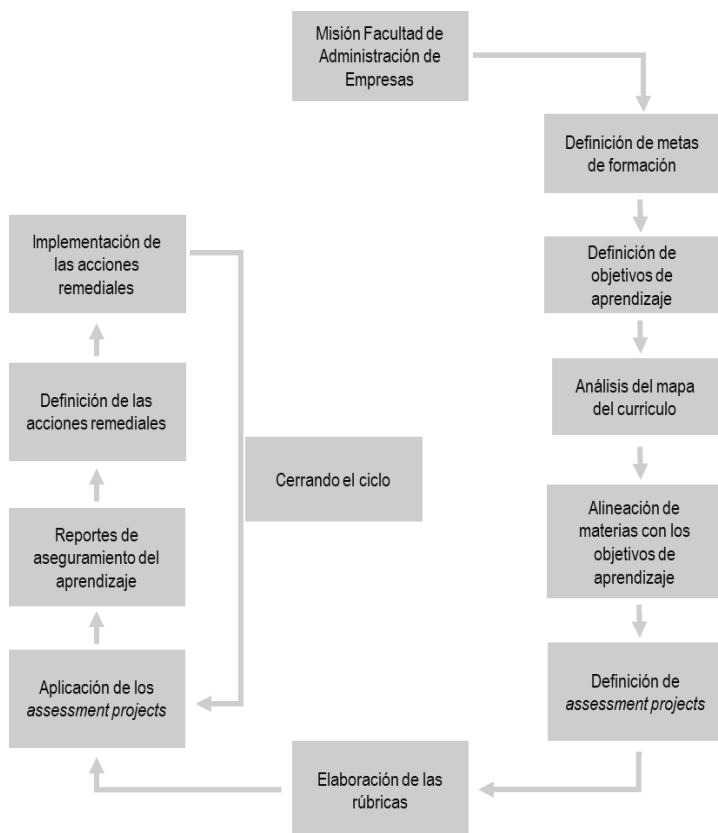 Misión Facultad de
Administración de
Empresas
Definición de metas
de formación
Definición de
objetivos de
aprendizaje
Análisis del mapa
del currículo
Alineación de
materias con los
objetivos de
aprendizaje
Definición de
assessment projects
Elaboración de las
rúbricas
Aplicación de los
assessment projects
Reportes de
aseguramiento del
aprendizaje
Definición de las
acciones remediales
Implementación de
las acciones
remediales
Cerrando el ciclo